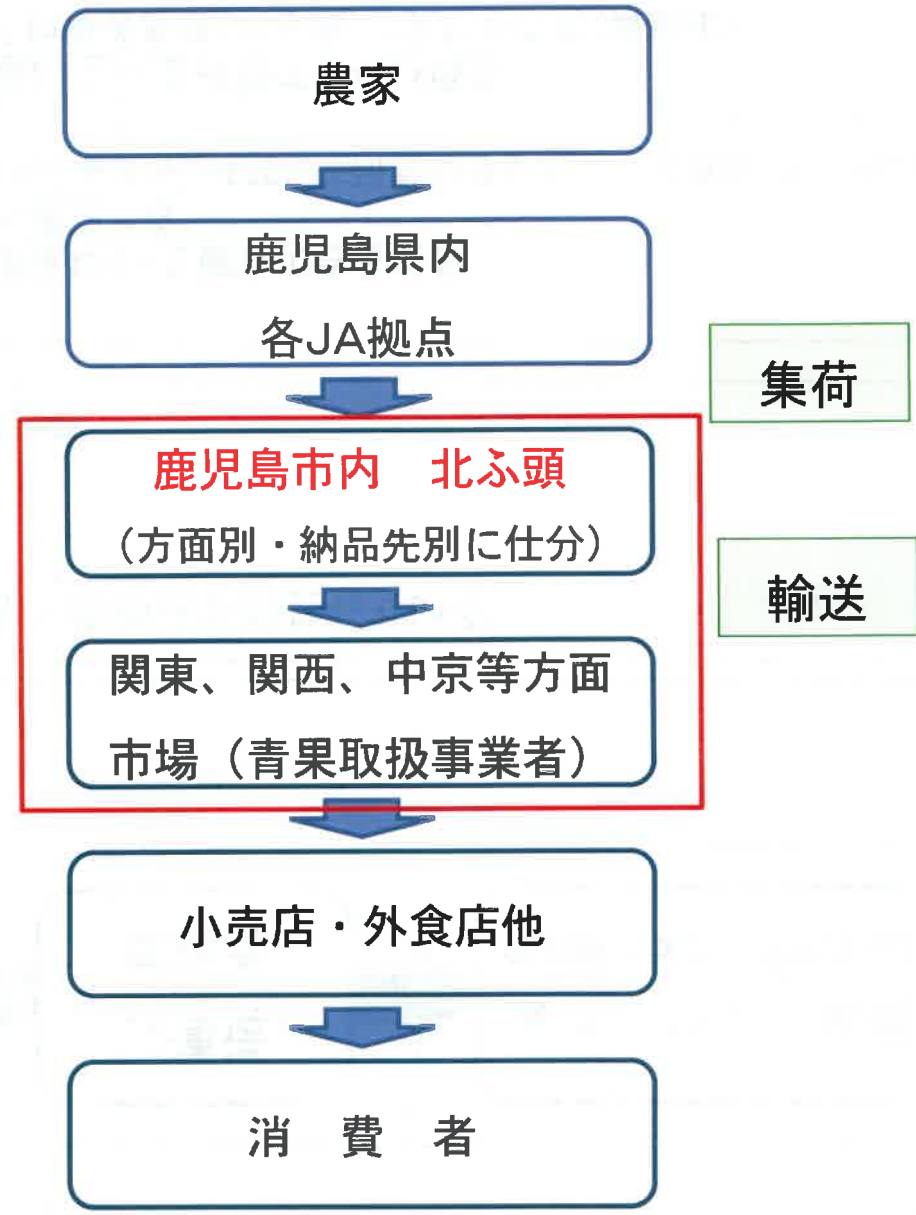 農家
鹿児島県内
各JA拠点
集荷
鹿児島市内　北ふ頭
（方面別・納品先別に仕分）
輸送
関東、関西、中京等方面
市場（青果取扱事業者）
小売店・外食店他
消　費　者